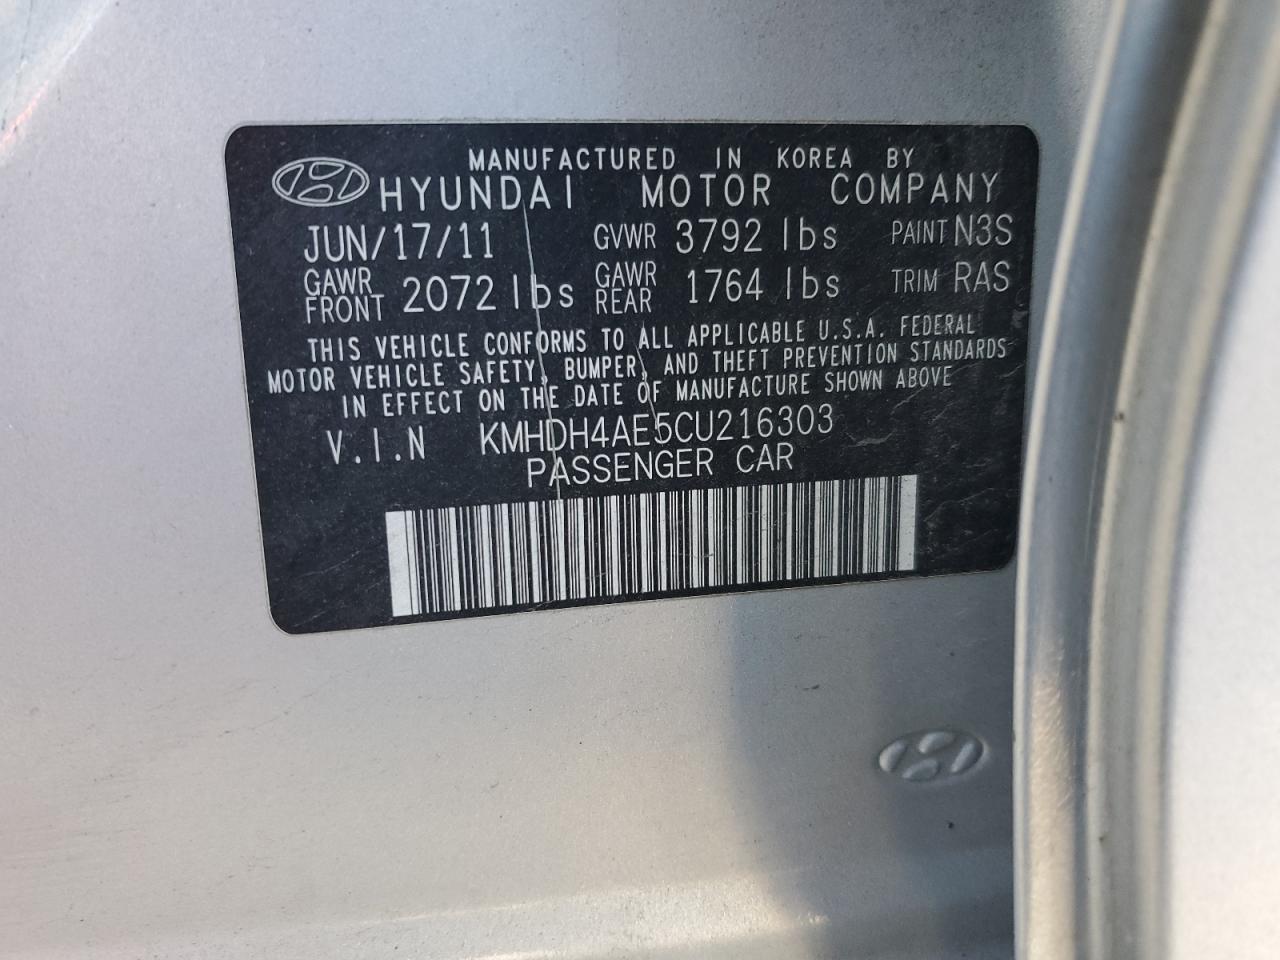 MANUFACTURED IN KOREA BY
HYUNDAI MOTOR COMPANY
JUN/17/11 GVWR 3792 lbs PAINT N3S
GAWR FRONT 2072 lbs GAWR REAR 1764 lbs TRIM RAS
THIS VEHICLE CONFORMS TO ALL APPLICABLE U.S.A. FEDERAL
MOTOR VEHICLE SAFETY, BUMPER, AND THEFT PREVENTION STANDARDS
IN EFFECT ON THE DATE OF MANUFACTURE SHOWN ABOVE
V.I.N KMHDH4AE5CU216303
PASSENGER CAR